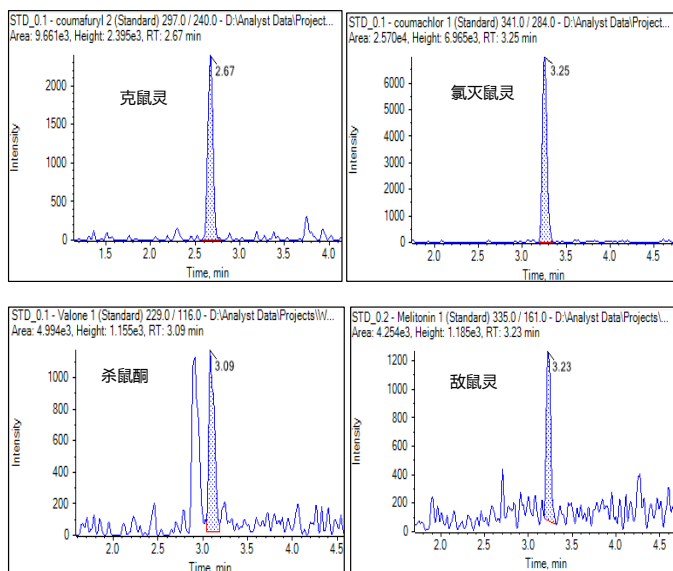 STD_0.1 - coumafuryl 2 (Standard) 297.0 / 240.0 - D:\Analyst Data\Project...
Area: 9.661e3, Height: 2.395e3, RT: 2.67 min
2.67
克鼠灵
Intensity
2000
1500
1000
500
0
1.5 2.0 2.5 3.0 3.5 4.0
Time, min
STD_0.1 - coumachlor 1 (Standard) 341.0 / 284.0 - D:\Analyst Data\Project...
Area: 2.570e4, Height: 6.965e3, RT: 3.25 min
3.25
氯灭鼠灵
Intensity
6000
5000
4000
3000
2000
1000
0
2.0 2.5 3.0 3.5 4.0 4.5
Time, min
STD_0.1 - Valone 1 (Standard) 229.0 / 116.0 - D:\Analyst Data\Projects\W...
Area: 4.994e3, Height: 1.155e3, RT: 3.09 min
3.09
杀鼠酮
Intensity
1000
800
600
400
200
0
2.0 2.5 3.0 3.5 4.0 4.5
Time, min
STD_0.2 - Melitorin 1 (Standard) 335.0 / 161.0 - D:\Analyst Data\Projects\...
Area: 4.254e3, Height: 1.185e3, RT: 3.23 min
3.23
敌鼠灵
Intensity
1200
1000
800
600
400
200
0
2.0 2.5 3.0 3.5 4.0 4.5
Time, min